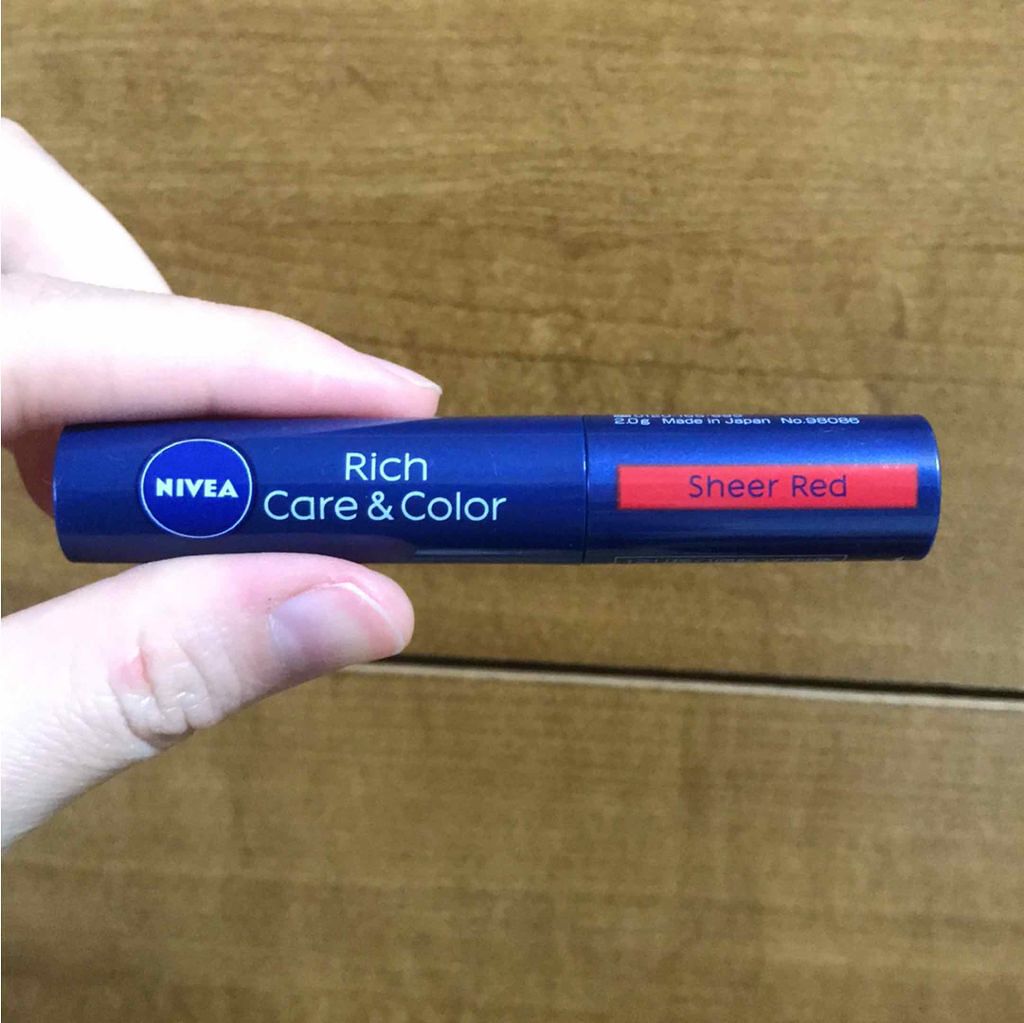 NIVEA
Rich
Care & Color
2.0g Made in Japan No.98086
Sheer Red